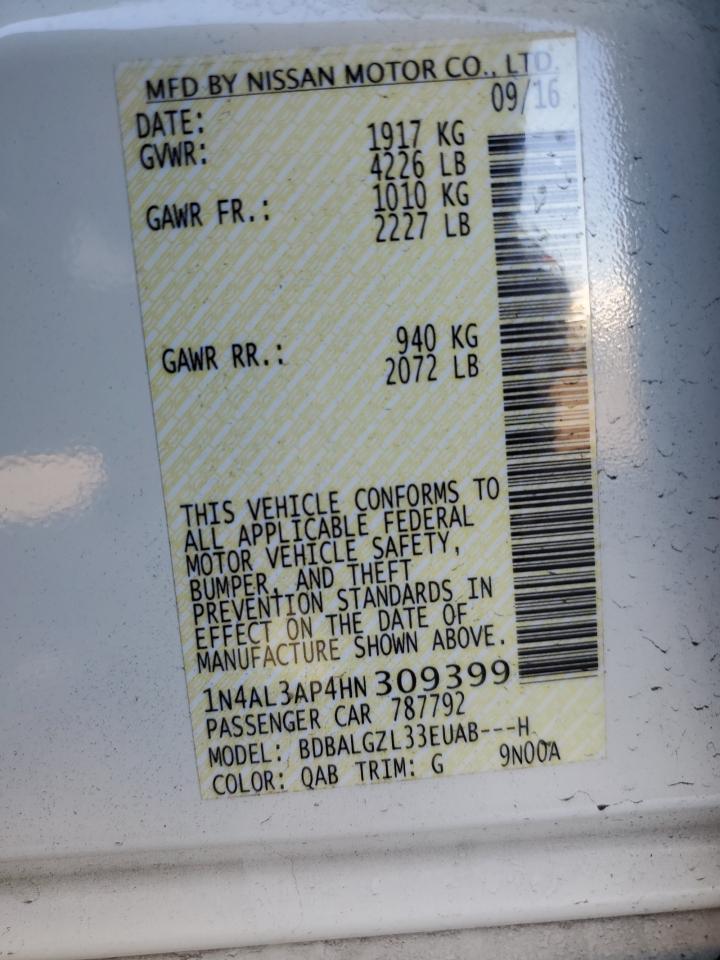 MFD BY NISSAN MOTOR CO., LTD.
DATE: 09/16
GVWR: 1917 KG
4226 LB
GAWR FR.: 1010 KG
2227 LB
GAWR RR.: 940 KG
2072 LB
THIS VEHICLE CONFORMS TO
ALL APPLICABLE FEDERAL
MOTOR VEHICLE SAFETY,
BUMPER, AND THEFT
PREVENTION STANDARDS IN
EFFECT ON THE DATE OF
MANUFACTURE SHOWN ABOVE.
1N4AL3AP4HN309399
PASSENGER CAR 787792
MODEL: BDBALGZL33EUAB---H
COLOR: QAB TRIM: G 9N00A